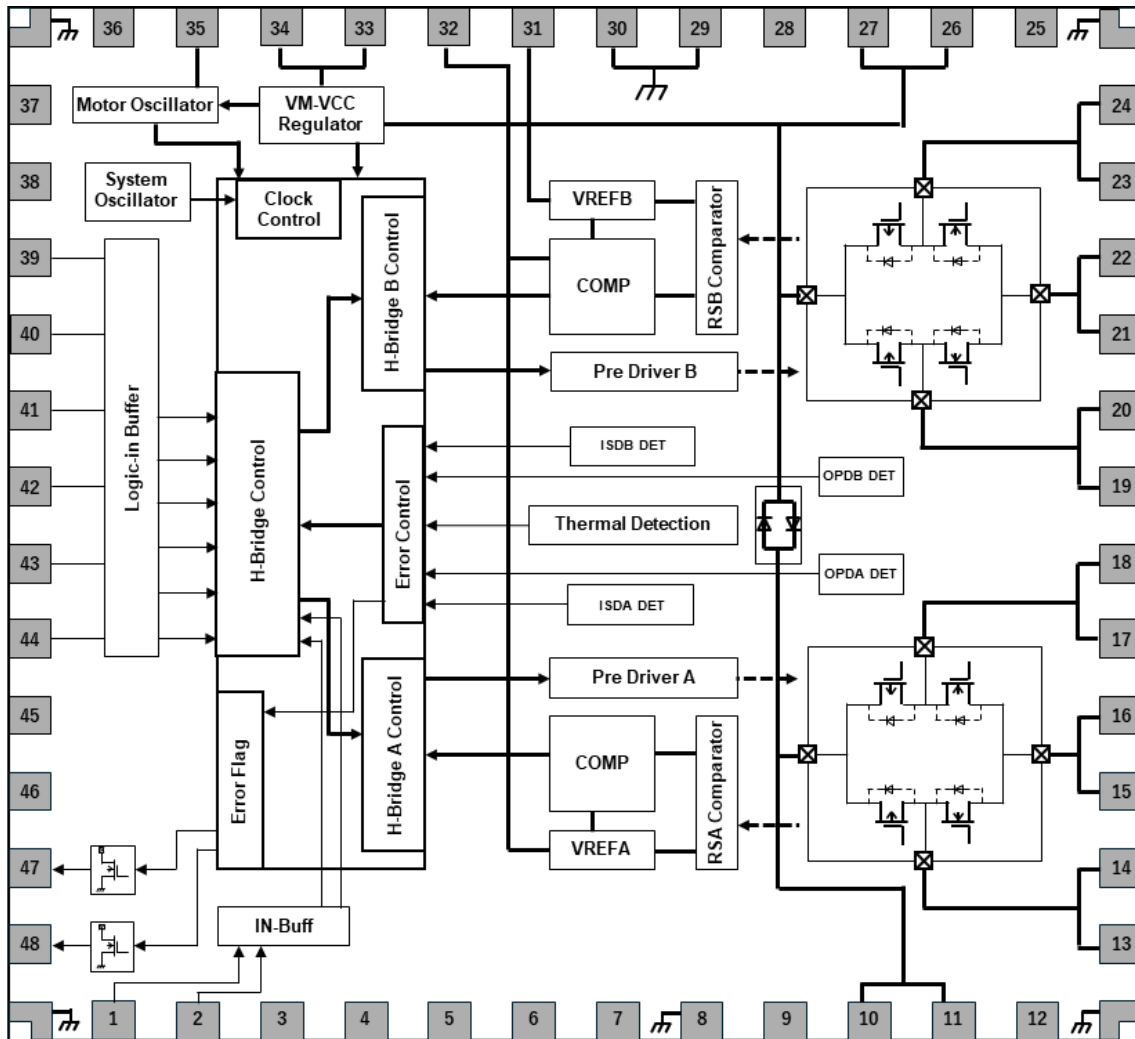 36
35
34
33
32
31
30
29
28
27
26
25
37
38
39
40
41
42
43
44
45
46
47
48
Motor Oscillator
VM-VCC
Regulator
System
Oscillator
Clock
Control
Logic-in Buffer
H-Bridge Control
H-Bridge B Control
Error Control
H-Bridge A Control
Error Flag
IN-Buff
VREFB
COMP
RSB Comparator
Pre Driver B
ISDB DET
OPDB DET
Thermal Detection
OPDA DET
ISDA DET
Pre Driver A
COMP
RSA Comparator
VREFA
24
23
22
21
20
19
18
17
16
15
14
13
1
2
3
4
5
6
7
8
9
10
11
12